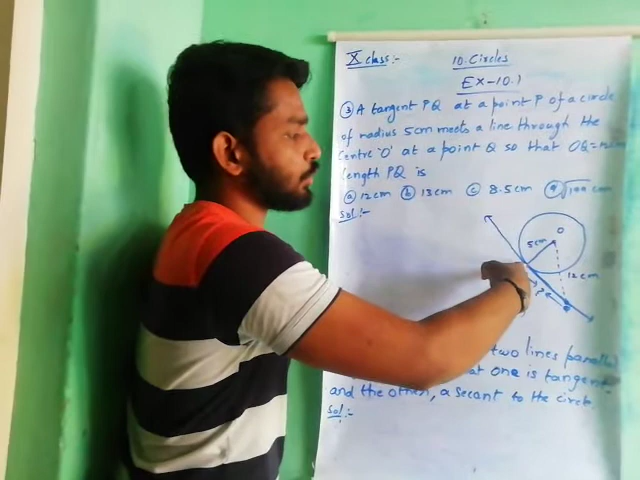 X class:-
10. Circles
Ex-10.1
③ A tangent PQ at a point P of a circle
of radius 5cm meets a line through the
centre 'O' at a point Q so that OQ=12cm
length PQ is
ⓐ 12cm ⓑ 13cm ⓒ 8.5cm ⓓ √119 cm
Sol:-
O
5cm
12cm
?
Q
two lines parallel
at one is tangent
and the other, a secant to the circle.
Sol:-